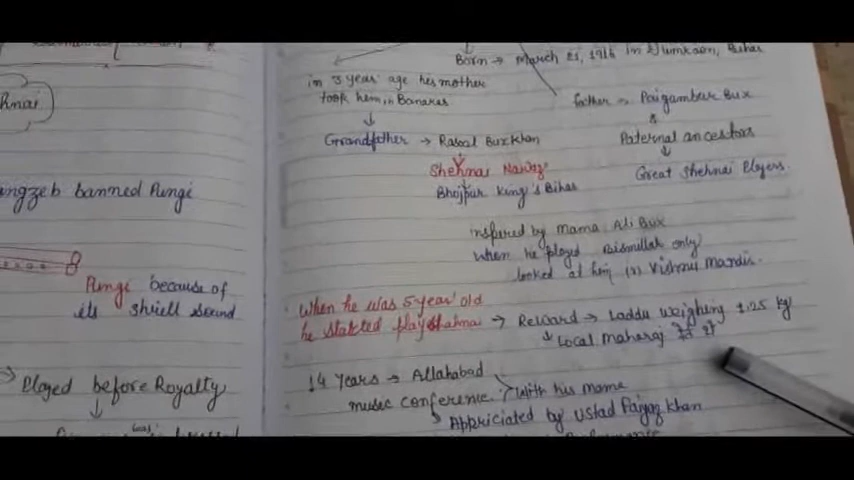 hnai
ngzeb banned Pungi
Pungi because of
its shrill sound
Played before Royalty
Born → March 21, 1916 in Dumraon, Bihar
in 3 year age his mother
took him in Banaras
Grandfather → Rasool Bux Khan
Shehnai Nawaz
Bhojpur King's Bihar
father → Paigambar Bux
Paternal ancestors
Great Shehnai Players.
inspired by mama Ali Bux
when he played Bismillah only
looked at him in Vishnu Mandir.
When he was 5 year old
he started play
→ Reward → Laddu weighing 1.25 kg
Local maharaj ने दी
14 Years → Allahabad
music conference
With his mama
Appriciated by Ustad Faiyaz Khan